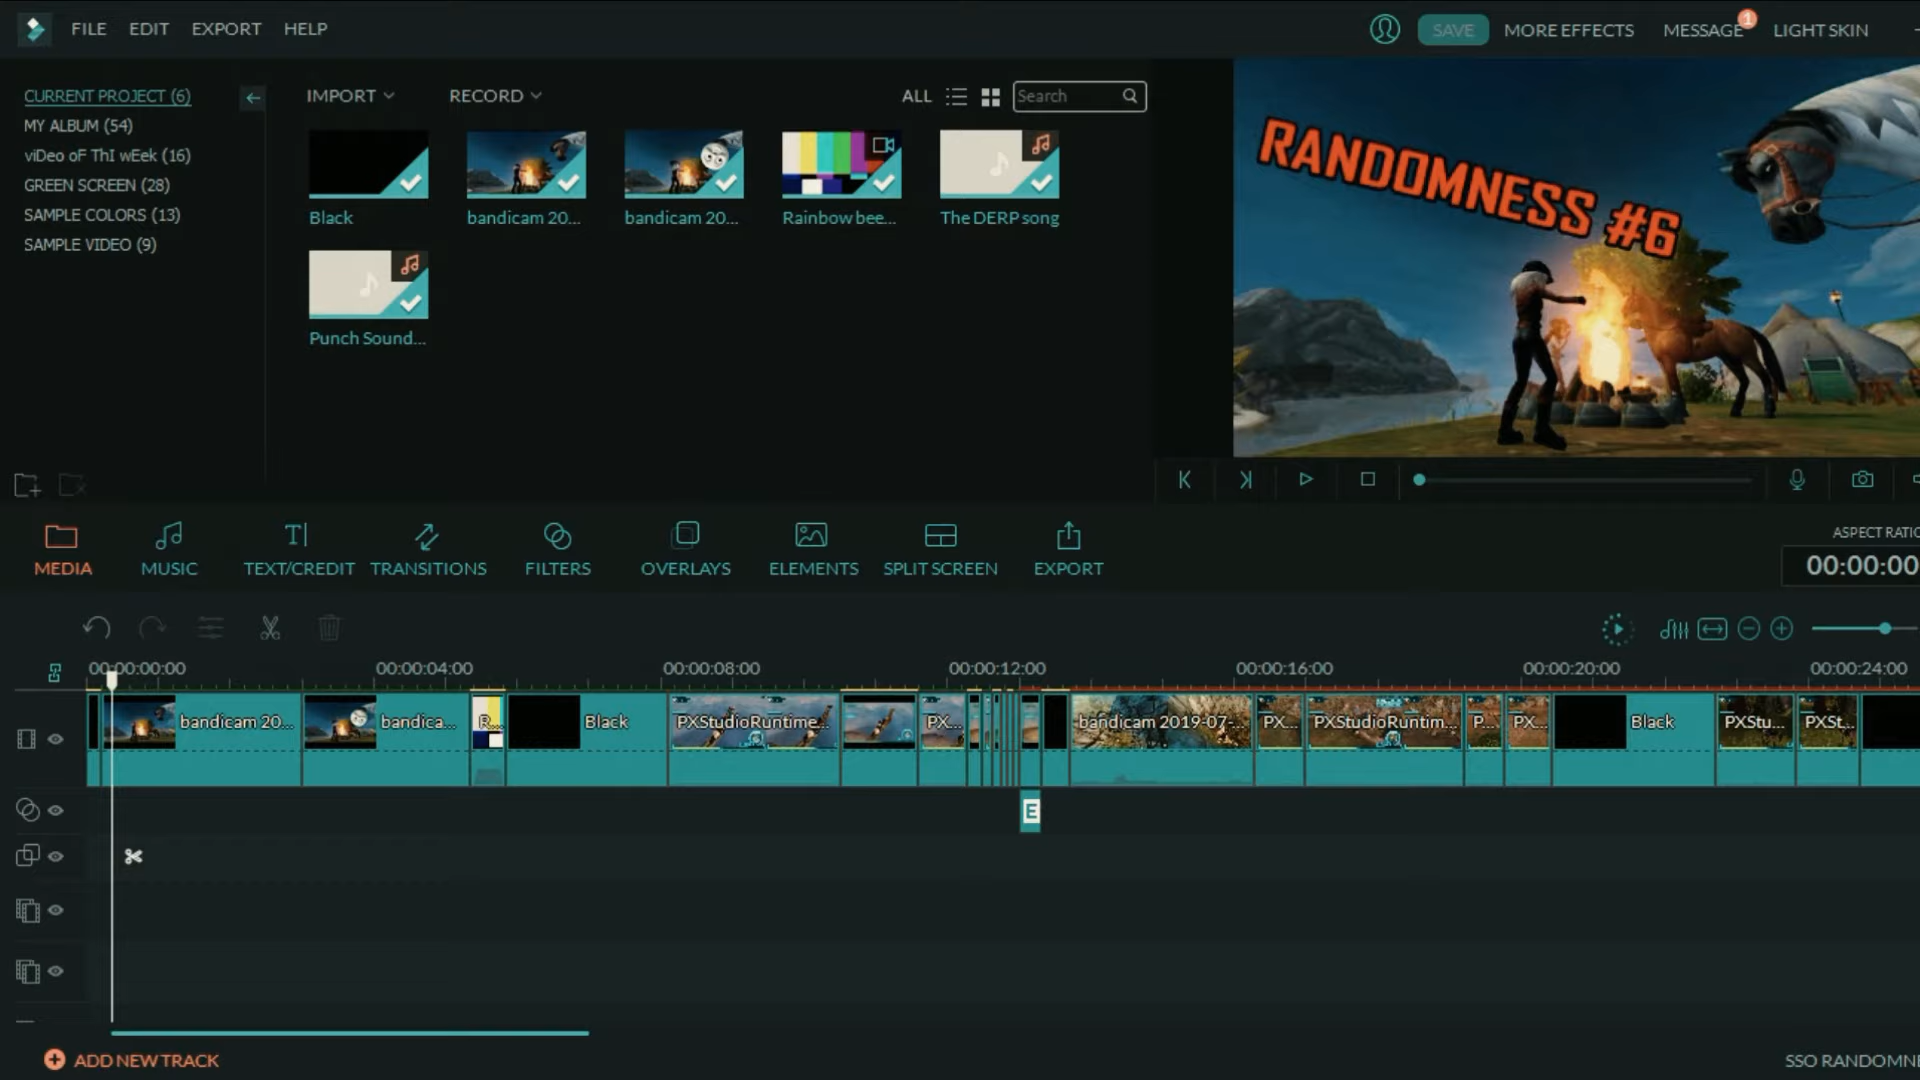 FILE EDIT EXPORT HELP
SAVE MORE EFFECTS MESSAGE 1 LIGHT SKIN
CURRENT PROJECT (6)
MY ALBUM (54)
viDeo oF ThI wEek (16)
GREEN SCREEN (28)
SAMPLE COLORS (13)
SAMPLE VIDEO (9)
IMPORT RECORD ALL Search
Black bandicam 20... bandicam 20... Rainbow bee... The DERP song
Punch Sound...
RANDOMNESS #6
ASPECT RATIO
MEDIA MUSIC TEXT/CREDIT TRANSITIONS FILTERS OVERLAYS ELEMENTS SPLIT SCREEN EXPORT
00:00:00
00:00:00:00 00:00:04:00 00:00:08:00 00:00:12:00 00:00:16:00 00:00:20:00 00:00:24:00
bandicam 20... bandica... R... Black PXStudioRuntime... PX... bandicam 2019-07-... PX... PXStudioRuntim... P... PX... Black PXStu... PXSt...
E
ADD NEW TRACK
SSO RANDOMNE